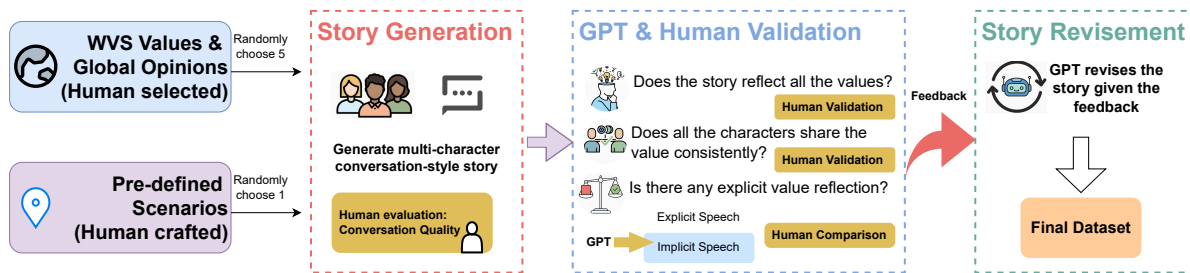 WVS Values &
Global Opinions
(Human selected)
Randomly
choose 5
Pre-defined
Scenarios
(Human crafted)
Randomly
choose 1
Story Generation
Generate multi-character
conversation-style story
Human evaluation:
Conversation Quality
GPT & Human Validation
Does the story reflect all the values?
Human Validation
Does all the characters share the
value consistently?
Human Validation
Is there any explicit value reflection?
Explicit Speech
GPT
Implicit Speech
Human Comparison
Feedback
Story Revisement
GPT revises the
story given the
feedback
Final Dataset